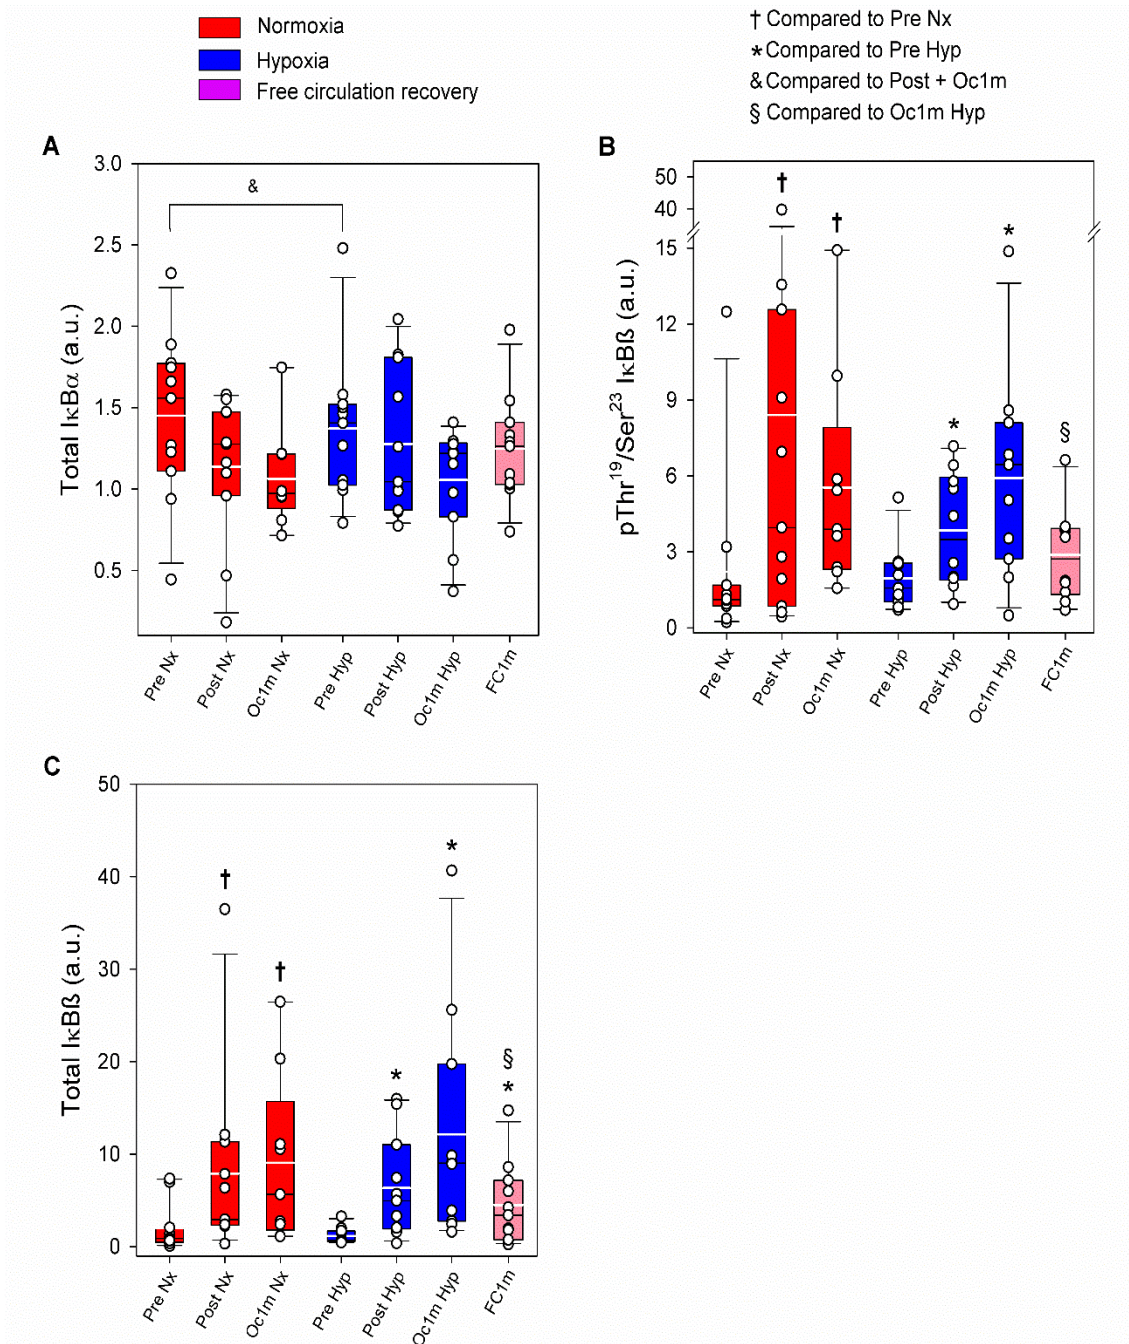 Normoxia
Hypoxia
Free circulation recovery
† Compared to Pre Nx
* Compared to Pre Hyp
& Compared to Post + Oc1m
§ Compared to Oc1m Hyp
A
Total IκBα (a.u.)
3.0
2.5
2.0
1.5
1.0
0.5
&
Pre Nx
Post Nx
Oc1m Nx
Pre Hyp
Post Hyp
Oc1m Hyp
FC1m
B
pThr19/Ser23 IκBß (a.u.)
50
40
15
12
9
6
3
0
†
†
*
*
§
Pre Nx
Post Nx
Oc1m Nx
Pre Hyp
Post Hyp
Oc1m Hyp
FC1m
C
Total IκBß (a.u.)
50
40
30
20
10
0
†
†
*
*
§
*
Pre Nx
Post Nx
Oc1m Nx
Pre Hyp
Post Hyp
Oc1m Hyp
FC1m